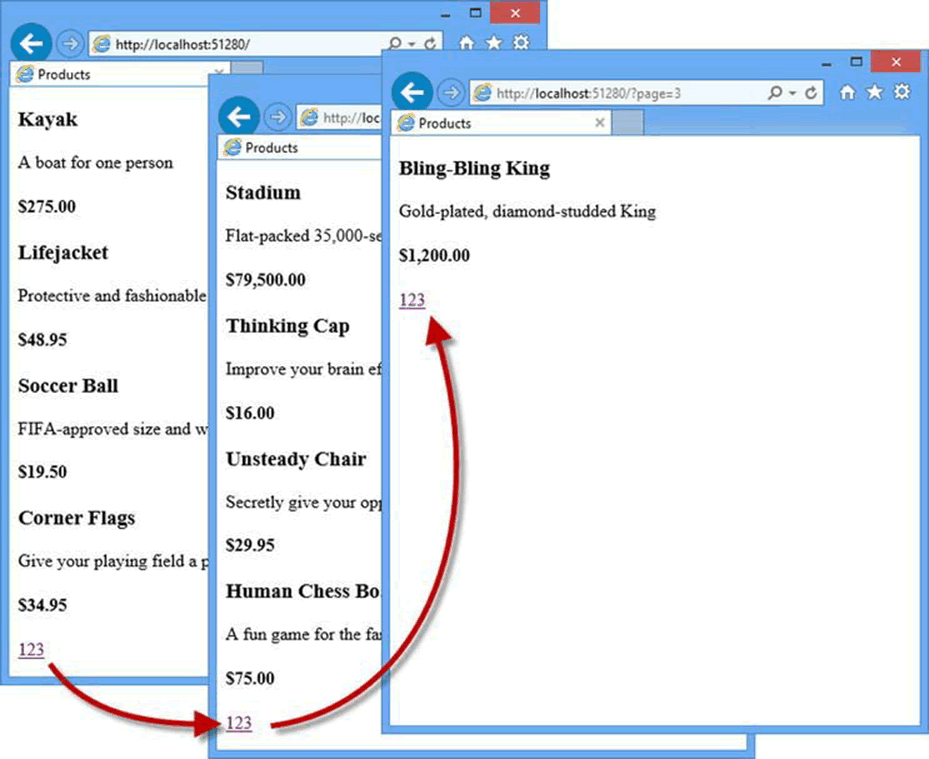 http://localhost:51280/
Products
Kayak
A boat for one person
$275.00
Lifejacket
Protective and fashionable
$48.95
Soccer Ball
FIFA-approved size and w
$19.50
Corner Flags
Give your playing field a p
$34.95
123
http://loc
Products
Stadium
Flat-packed 35,000-se
$79,500.00
Thinking Cap
Improve your brain ef
$16.00
Unsteady Chair
Secretly give your opp
$29.95
Human Chess Bo
A fun game for the fa
$75.00
123
http://localhost:51280/?page=3
Products
Bling-Bling King
Gold-plated, diamond-studded King
$1,200.00
123